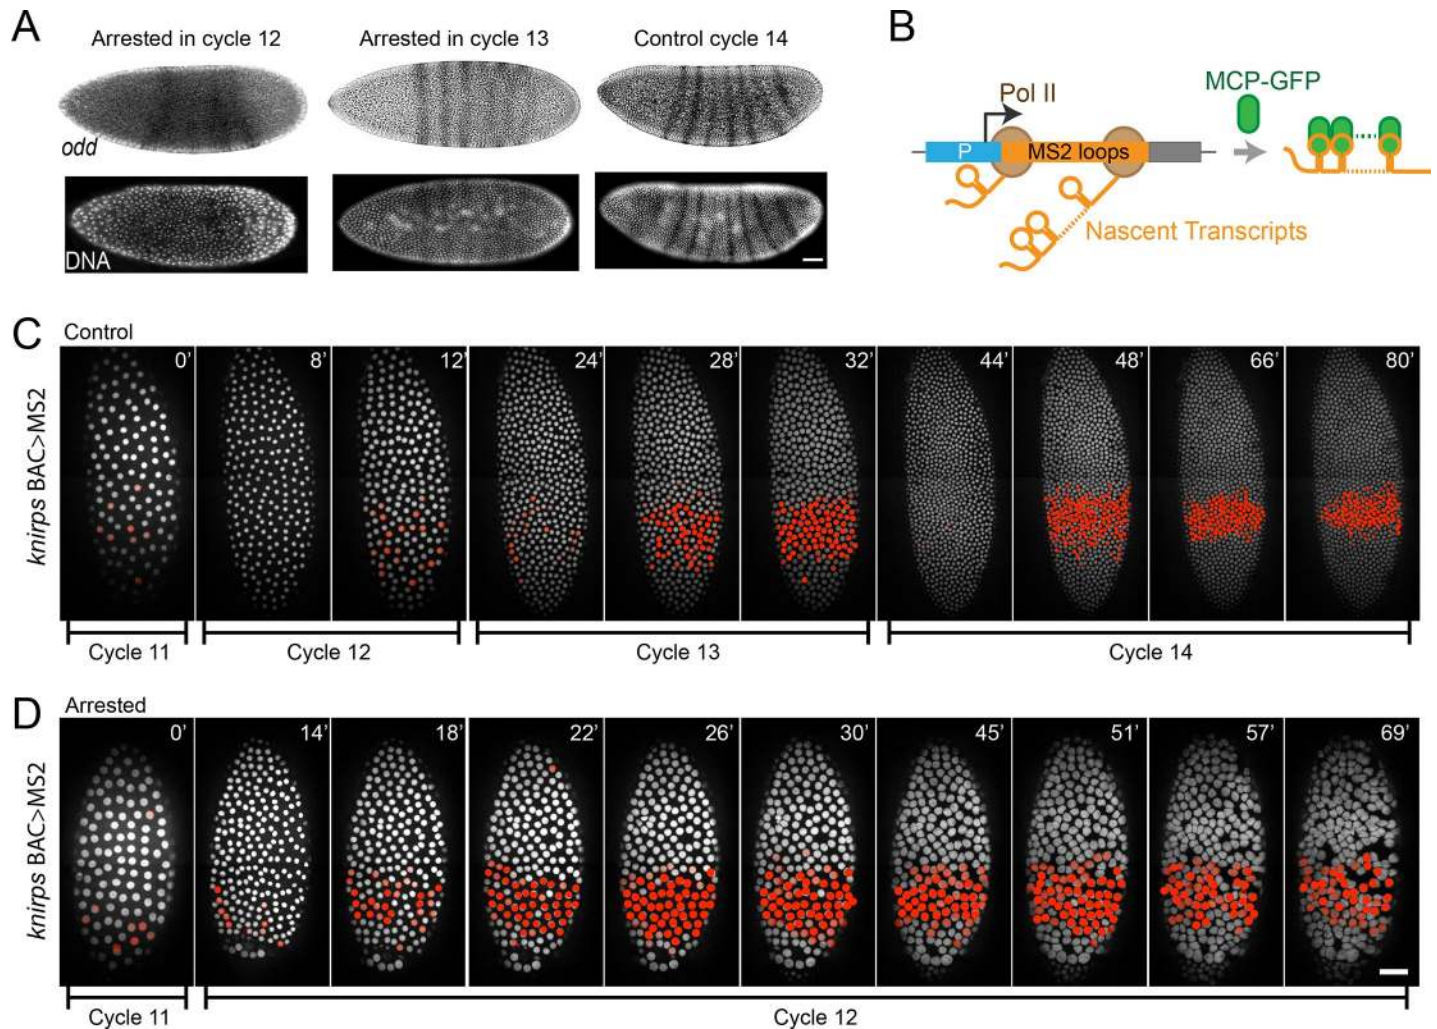 A
Arrested in cycle 12
Arrested in cycle 13
Control cycle 14
odd
DNA
B
Pol II
MCP-GFP
P
MS2 loops
Nascent Transcripts
C
Control
knirps BAC>MS2
0’ 8’ 12’ 24’ 28’ 32’ 44’ 48’ 66’ 80’
Cycle 11 Cycle 12 Cycle 13 Cycle 14
D
Arrested
knirps BAC>MS2
0’ 14’ 18’ 22’ 26’ 30’ 45’ 51’ 57’ 69’
Cycle 11 Cycle 12